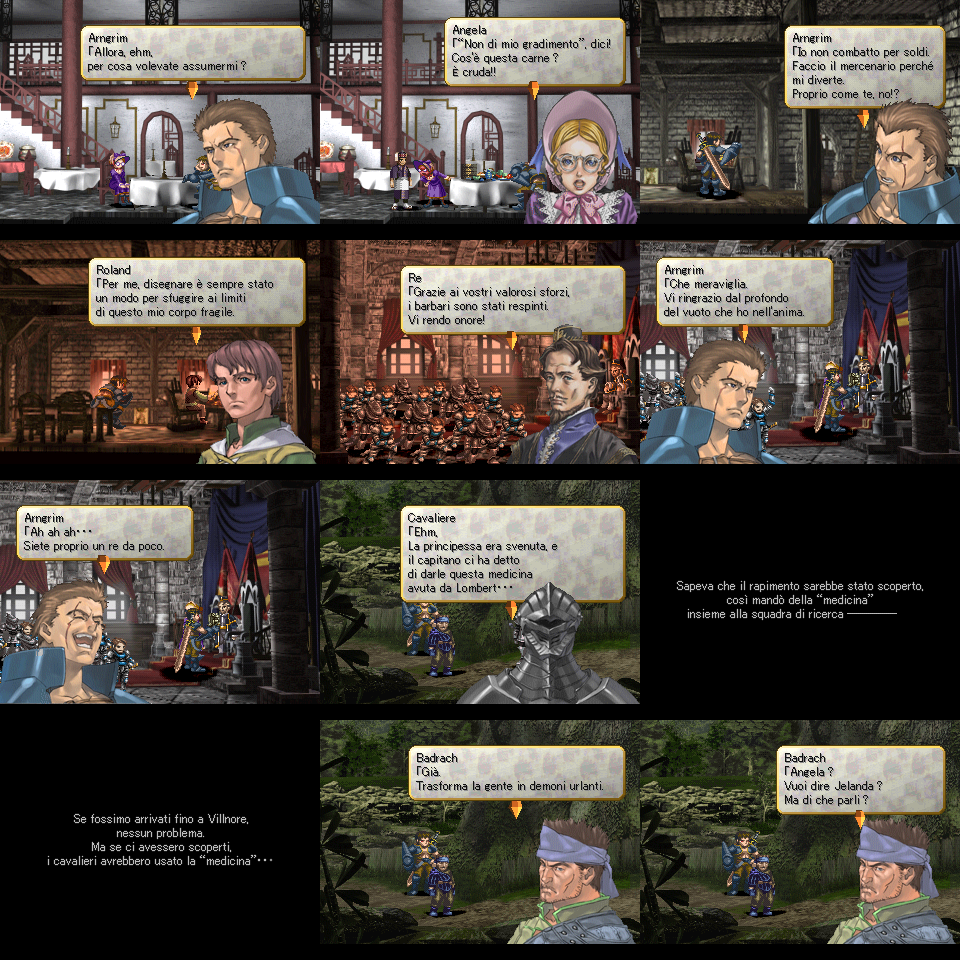 Arngrim
「Allora, ehm,
per cosa volevate assumermi?
Angela
「“Non di mio gradimento”, dici!
Cos'è questa carne?
È cruda!!
Arngrim
「Io non combatto per soldi.
Faccio il mercenario perché
mi diverte.
Proprio come te, no!?
Roland
「Per me, disegnare è sempre stato
un modo per sfuggire ai limiti
di questo mio corpo fragile.
Re
「Grazie ai vostri valorosi sforzi,
i barbari sono stati respinti.
Vi rendo onore!
Arngrim
「Che meraviglia.
Vi ringrazio dal profondo
del vuoto che ho nell'anima.
Arngrim
「Ah ah ah･･･
Siete proprio un re da poco.
Cavaliere
「Ehm,
La principessa era svenuta, e
il capitano ci ha detto
di darle questa medicina
avuta da Lombert･･･
Sapeva che il rapimento sarebbe stato scoperto,
così mandò della “medicina”
insieme alla squadra di ricerca ────
Se fossimo arrivati fino a Villnore,
nessun problema.
Ma se ci avessero scoperti,
i cavalieri avrebbero usato la “medicina”･･･
Badrach
「Già.
Trasforma la gente in demoni urlanti.
Badrach
「Angela?
Vuoi dire Jelanda?
Ma di che parli?